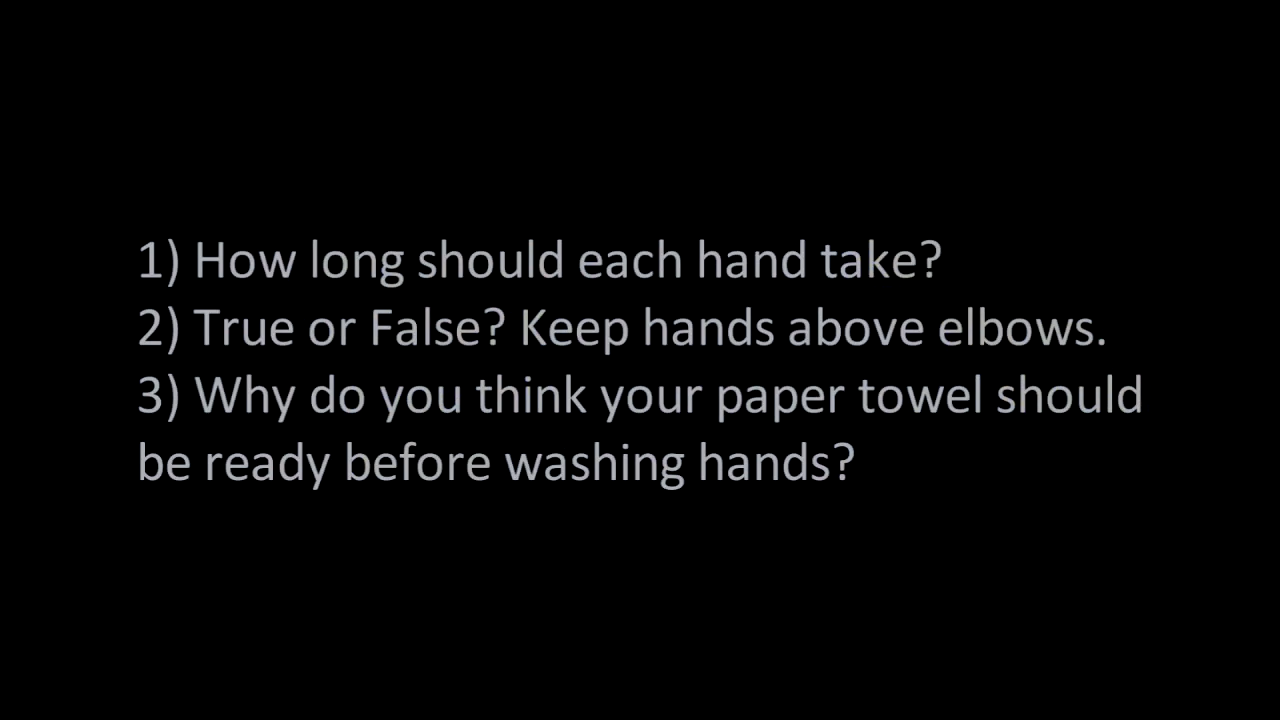 1) How long should each hand take?
2) True or False? Keep hands above elbows.
3) Why do you think your paper towel should
be ready before washing hands?